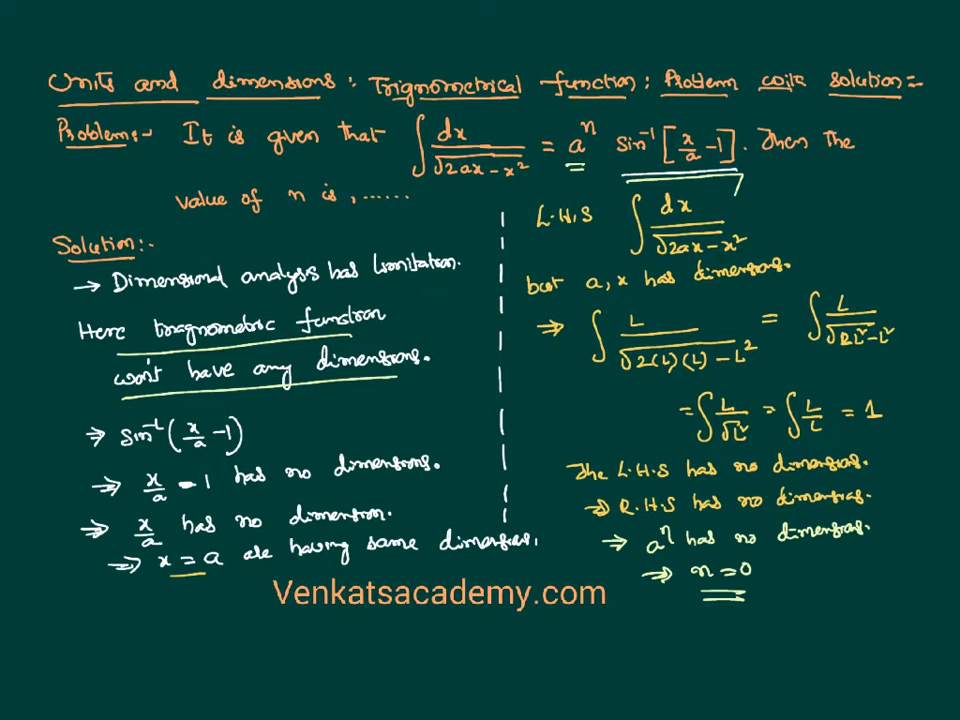 Units and dimensions : Trignometrical function : Problem with solution :-
Problem :- It is given that ∫ dx / √2ax - x² = aⁿ sin⁻¹ [x/a - 1]. Then the
value of n is, ......
Solution :-
→ Dimensional analysis has limitation.
Here tragnometric function
won't have any dimensions.
⇒ sin⁻¹ (x/a - 1)
⇒ x/a - 1 has no dimensions.
⇒ x/a has no dimension.
⇒ x = a are having same dimensions.
L.H.S ∫ dx / √2ax - x²
but a, x has dimensions.
⇒ ∫ L / √2(L)(L) - L² = ∫ L / √2L² - L²
= ∫ L / √L² = ∫ L / L = 1
The L.H.S has no dimensions.
⇒ R.H.S has no dimensions.
⇒ aⁿ has no dimensions.
⇒ n = 0
Venkatsacademy.com